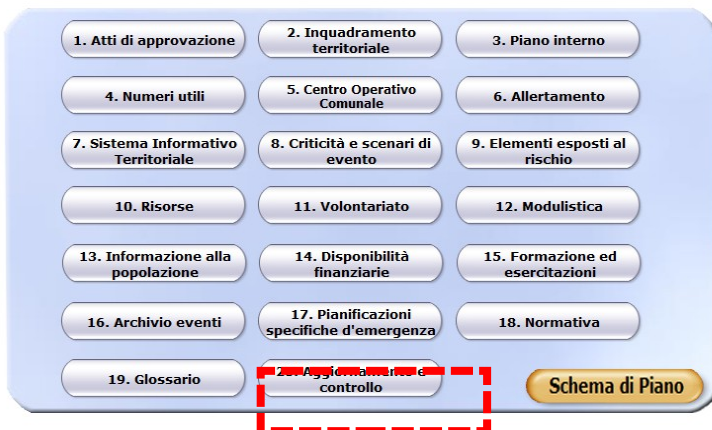 1. Atti di approvazione
2. Inquadramento
territoriale
3. Piano interno
4. Numeri utili
5. Centro Operativo
Comunale
6. Allertamento
7. Sistema Informativo
Territoriale
8. Criticità e scenari di
evento
9. Elementi esposti al
rischio
10. Risorse
11. Volontariato
12. Modulistica
13. Informazione alla
popolazione
14. Disponibilità
finanziarie
15. Formazione ed
esercitazioni
16. Archivio eventi
17. Pianificazioni
specifiche d'emergenza
18. Normativa
19. Glossario
20. Aggiornamento e
controllo
Schema di Piano